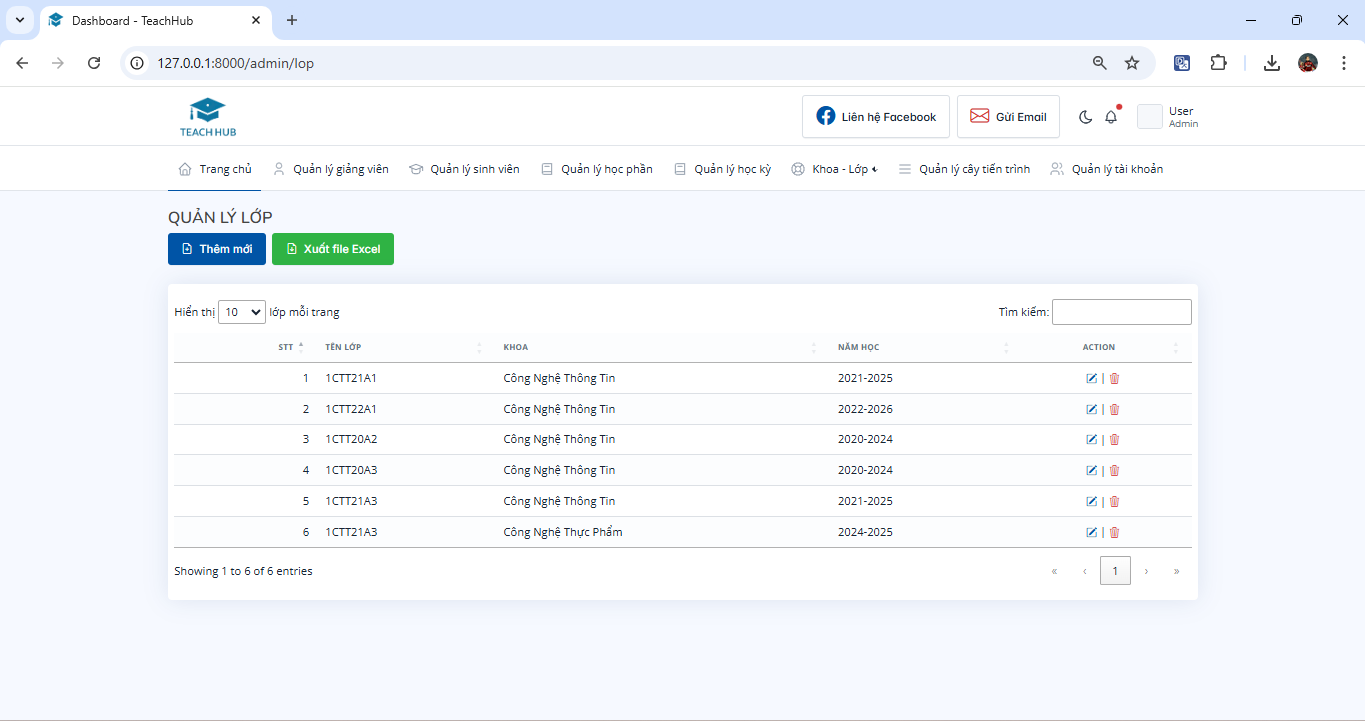 Dashboard - TeachHub
127.0.0.1:8000/admin/lop
TEACH HUB
Liên hệ Facebook
Gửi Email
User
Admin
Trang chủ
Quản lý giảng viên
Quản lý sinh viên
Quản lý học phần
Quản lý học kỳ
Khoa - Lớp
Quản lý cây tiến trình
Quản lý tài khoản
QUẢN LÝ LỚP
Thêm mới
Xuất file Excel
Hiển thị 10 lớp mỗi trang
Tìm kiếm:
STT TÊN LỚP KHOA NĂM HỌC ACTION
1 1CTT21A1 Công Nghệ Thông Tin 2021-2025 |
2 1CTT22A1 Công Nghệ Thông Tin 2022-2026 |
3 1CTT20A2 Công Nghệ Thông Tin 2020-2024 |
4 1CTT20A3 Công Nghệ Thông Tin 2020-2024 |
5 1CTT21A3 Công Nghệ Thông Tin 2021-2025 |
6 1CTT21A3 Công Nghệ Thực Phẩm 2024-2025 |
Showing 1 to 6 of 6 entries
« ‹ 1 › »